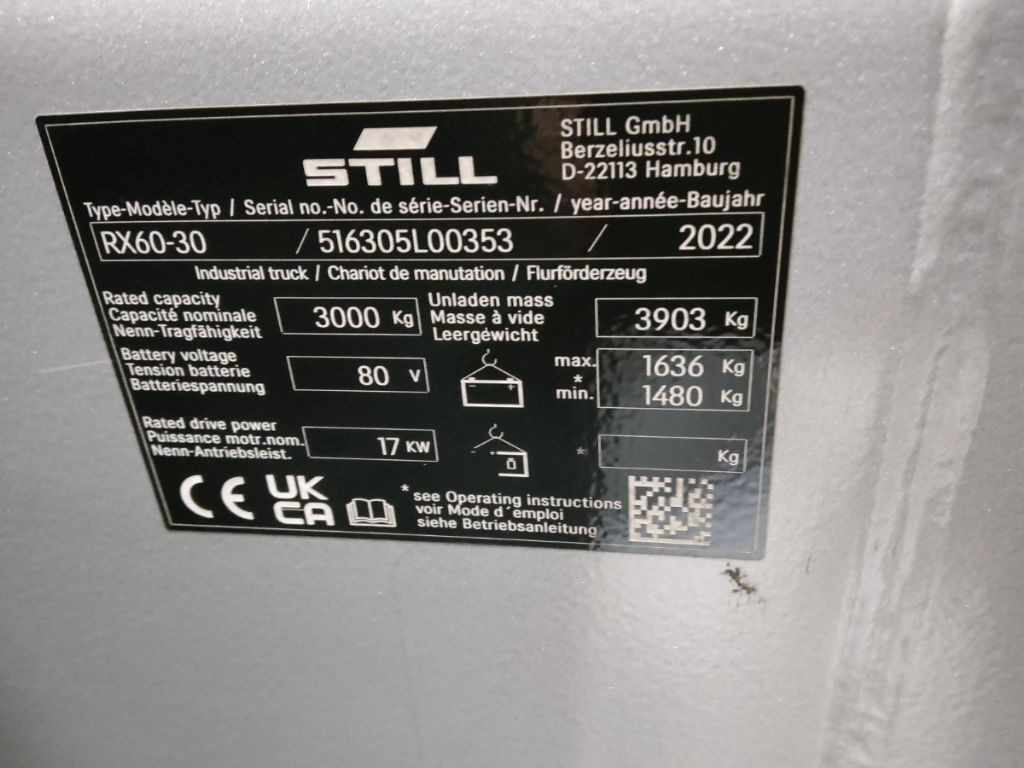 STILL
STILL GmbH
Berzeliusstr.10
D-22113 Hamburg
Type-Modèle-Typ / Serial no.-No. de série-Serien-Nr. / year-année-Baujahr
RX60-30 / 516305L00353 / 2022
Industrial truck / Chariot de manutation / Flurförderzeug
Rated capacity
Capacité nominale
Nenn-Tragfähigkeit
3000 Kg
Unladen mass
Masse à vide
Leergewicht
3903 Kg
Battery voltage
Tension batterie
Batteriespannung
80 V
max. 1636 Kg
*
min. 1480 Kg
Rated drive power
Puissance motr.nom.
Nenn-Antriebsleist.
17 KW
* Kg
CE
UK
CA
* see Operating instructions
voir Mode d´emploi
siehe Betriebsanleitung